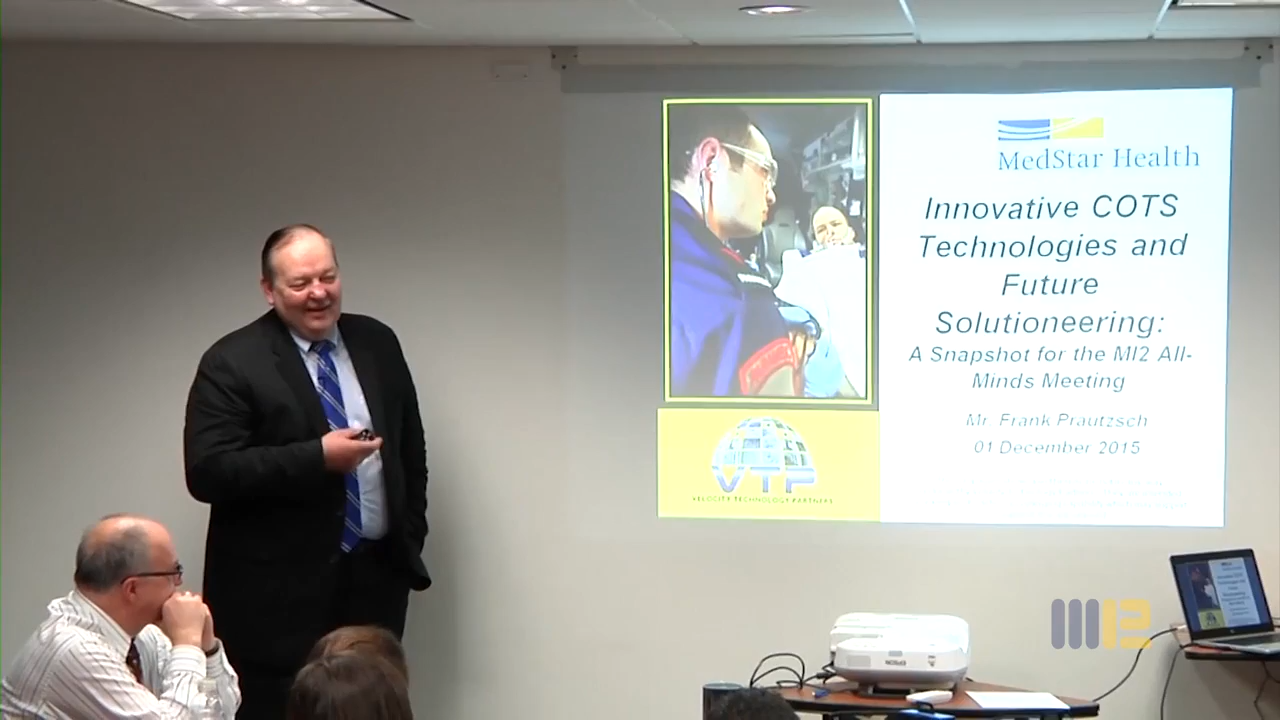 MedStar Health
Innovative COTS
Technologies and
Future
Solutioneering:
A Snapshot for the MI2 All-
Minds Meeting
Mr. Frank Prautzsch
01 December 2015
VTP
VELOCITY TECHNOLOGY PARTNERS
EPSON
MI2